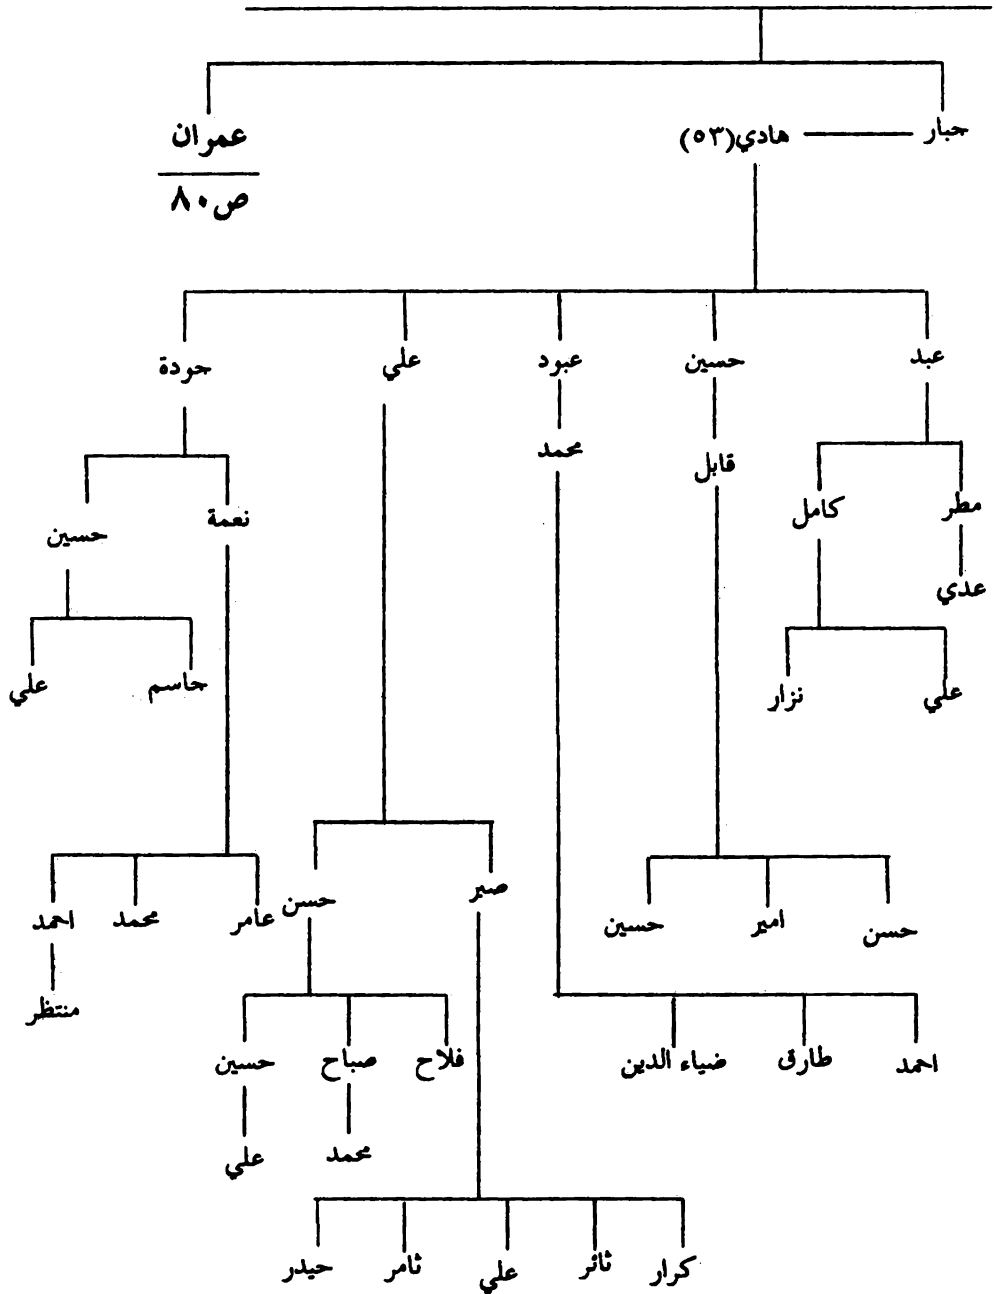 جبار هادي(٥٣) عمران
ص٨٠
عبد حسين عبود علي جودة
مطر كامل قابل محمد نعمة حسين
عدي
علي نزار جاسم علي
صبر حسن
حسن امير حسين عامر محمد احمد
منتظر
احمد طارق ضياء الدين فلاح صباح حسين
محمد علي
كرار ثائر علي ثامر حيدر